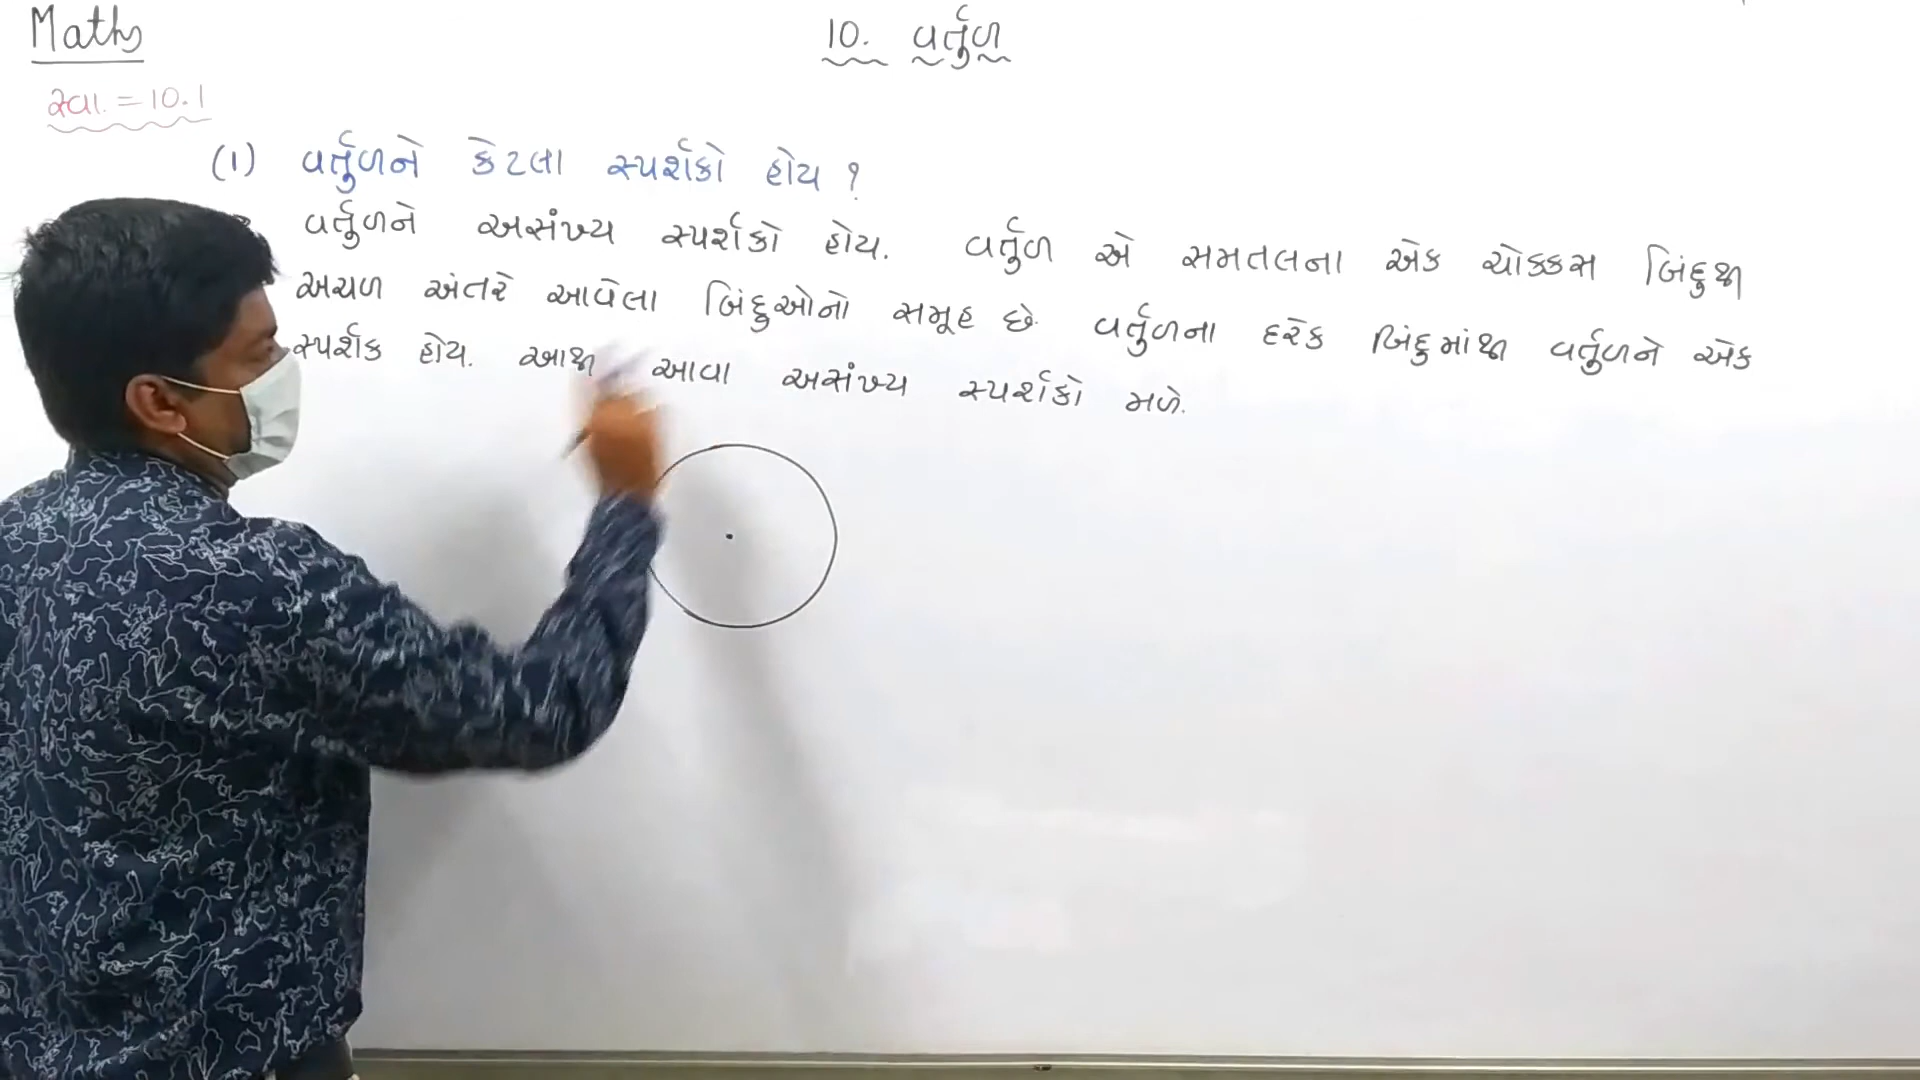 Maths
10. વર્તુળ
સ્વા. = 10.1
(1) વર્તુળને કેટલા સ્પર્શકો હોય ?
વર્તુળને અસંખ્ય સ્પર્શકો હોય. વર્તુળ એ સમતલના એક ચોક્કસ બિંદુથી
અચળ અંતરે આવેલા બિંદુઓનો સમૂહ છે. વર્તુળના દરેક બિંદુમાંથી વર્તુળને એક
સ્પર્શક હોય. આથી આવા અસંખ્ય સ્પર્શકો મળે.